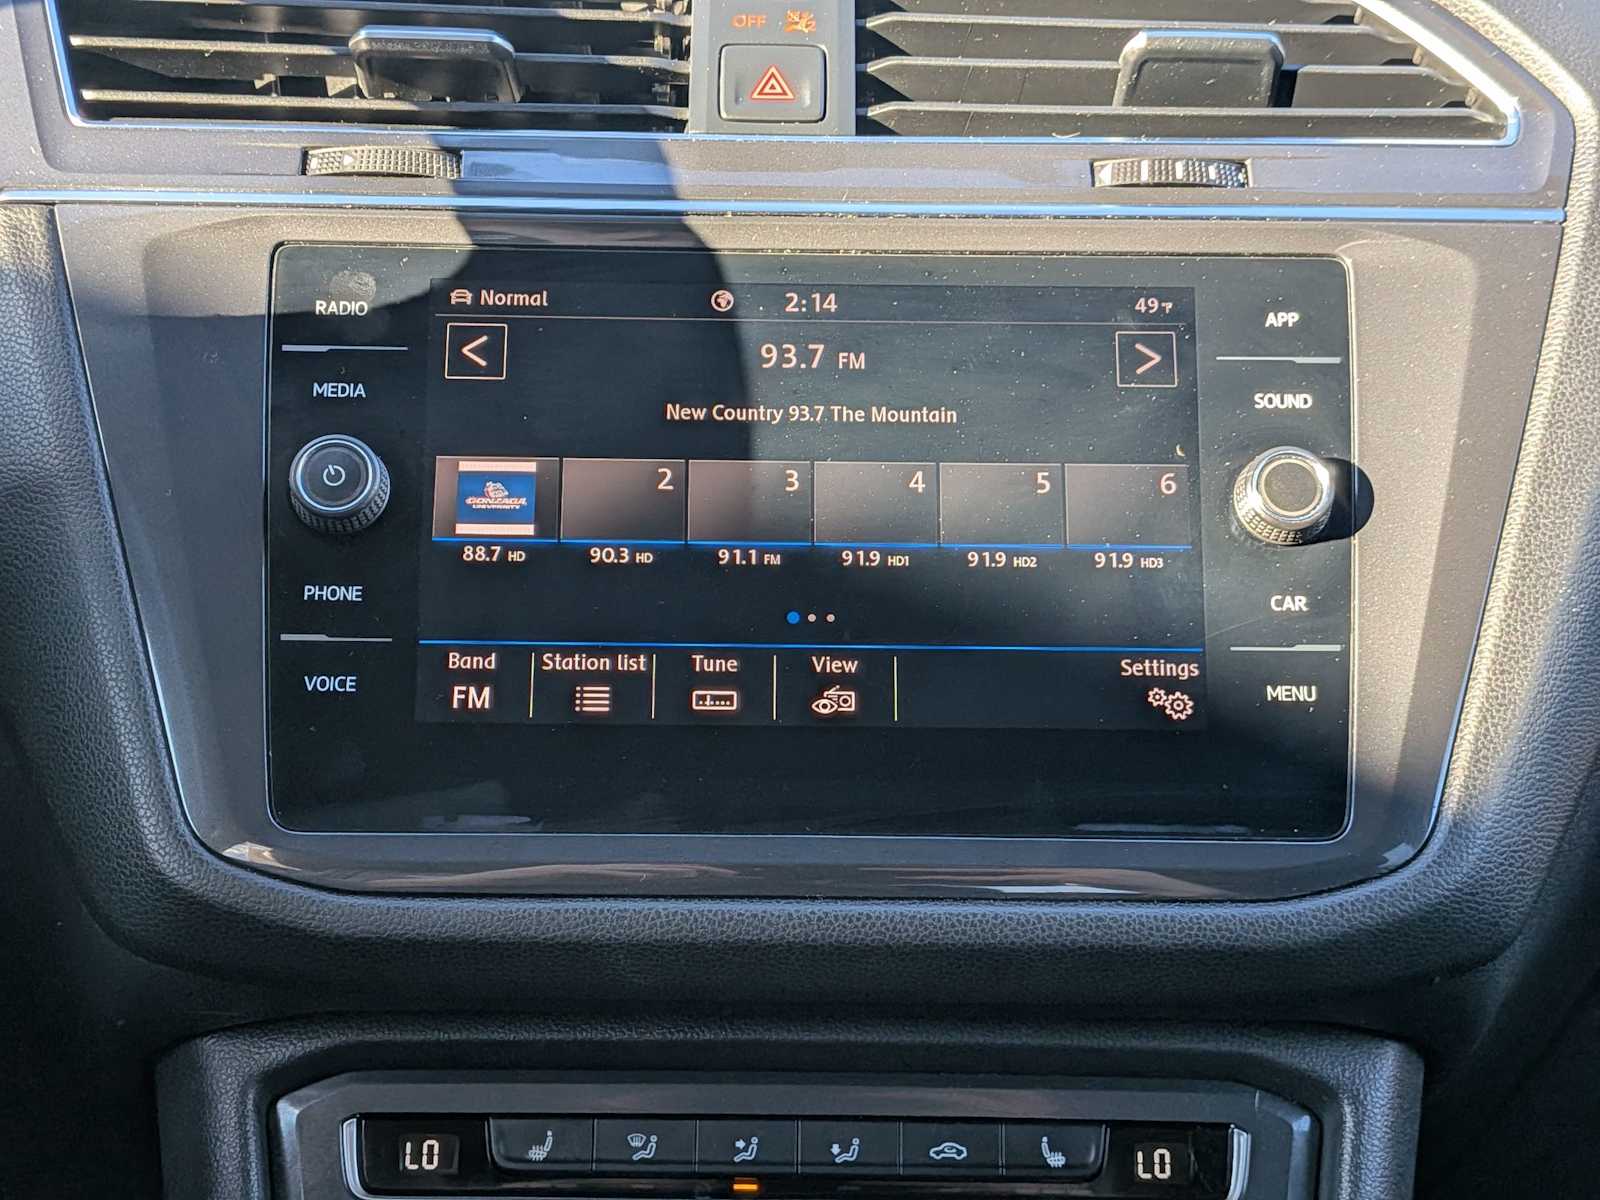 OFF
RADIO
MEDIA
PHONE
VOICE
Normal
2:14
49°F
<
93.7 FM
>
New Country 93.7 The Mountain
GONZAGA
UNIVERSITY
2
3
4
5
6
88.7 HD
90.3 HD
91.1 FM
91.9 HD1
91.9 HD2
91.9 HD3
Band
FM
Station list
Tune
View
Settings
APP
SOUND
CAR
MENU
LO
LO